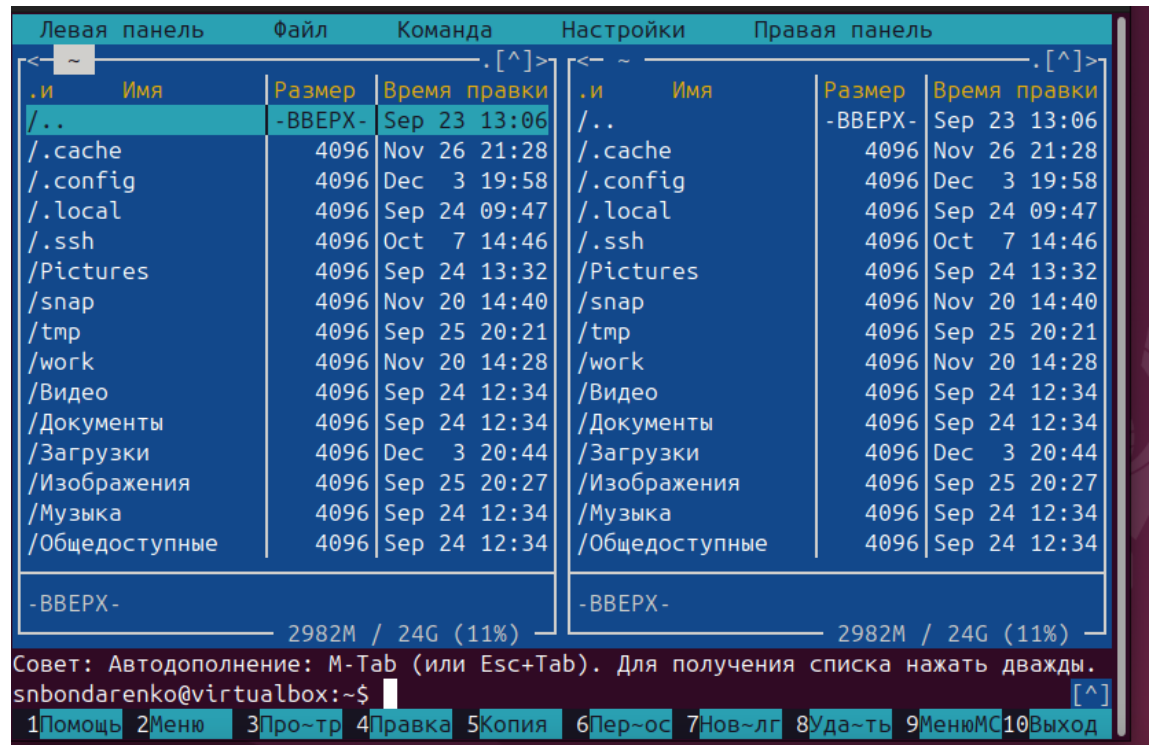 Левая панель Файл Команда Настройки Правая панель
<- ~ .[^]> <- ~ .[^]>
.и Имя Размер Время правки .и Имя Размер Время правки
/.. -ВВЕРХ- Sep 23 13:06 /.. -ВВЕРХ- Sep 23 13:06
/.cache 4096 Nov 26 21:28 /.cache 4096 Nov 26 21:28
/.config 4096 Dec 3 19:58 /.config 4096 Dec 3 19:58
/.local 4096 Sep 24 09:47 /.local 4096 Sep 24 09:47
/.ssh 4096 Oct 7 14:46 /.ssh 4096 Oct 7 14:46
/Pictures 4096 Sep 24 13:32 /Pictures 4096 Sep 24 13:32
/snap 4096 Nov 20 14:40 /snap 4096 Nov 20 14:40
/tmp 4096 Sep 25 20:21 /tmp 4096 Sep 25 20:21
/work 4096 Nov 20 14:28 /work 4096 Nov 20 14:28
/Видео 4096 Sep 24 12:34 /Видео 4096 Sep 24 12:34
/Документы 4096 Sep 24 12:34 /Документы 4096 Sep 24 12:34
/Загрузки 4096 Dec 3 20:44 /Загрузки 4096 Dec 3 20:44
/Изображения 4096 Sep 25 20:27 /Изображения 4096 Sep 25 20:27
/Музыка 4096 Sep 24 12:34 /Музыка 4096 Sep 24 12:34
/Общедоступные 4096 Sep 24 12:34 /Общедоступные 4096 Sep 24 12:34
-ВВЕРХ- -ВВЕРХ-
2982M / 24G (11%) 2982M / 24G (11%)
Совет: Автодополнение: M-Tab (или Esc+Tab). Для получения списка нажать дважды.
snbondarenko@virtualbox:~$ [^]
1Помощь 2Меню 3Про~тр 4Правка 5Копия 6Пер~ос 7Нов~лг 8Уда~ть 9МенюMC 10Выход